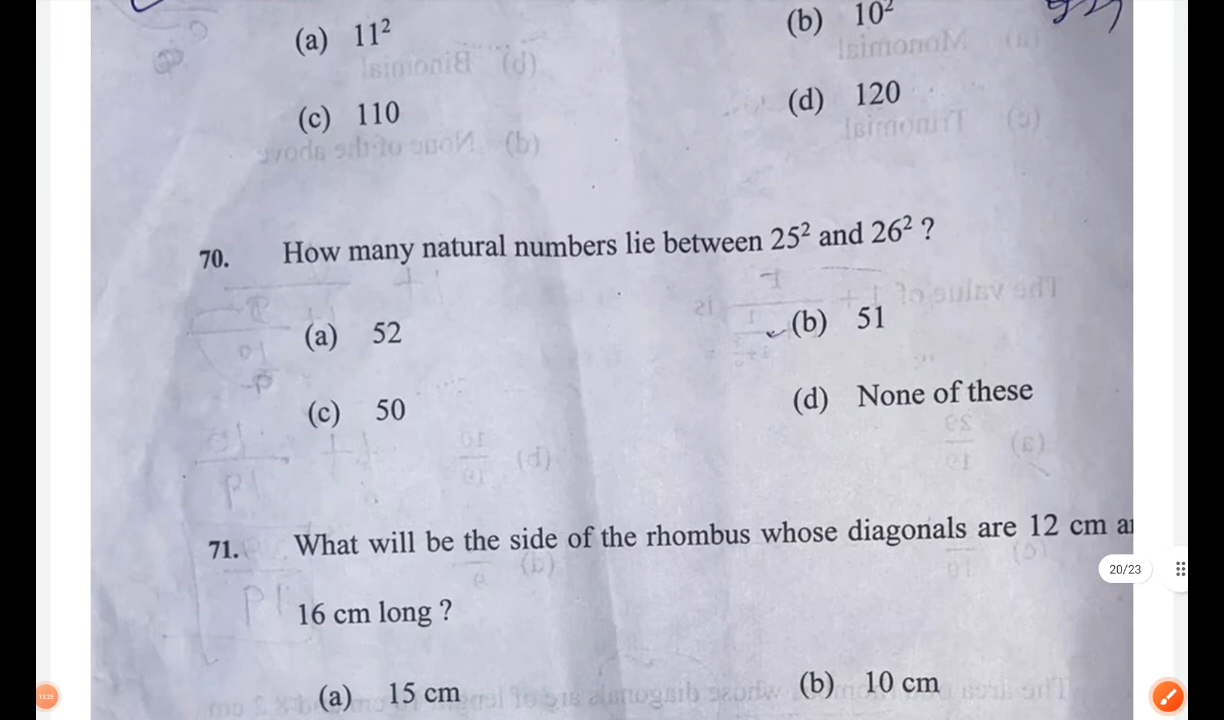 (a) 11²
(b) 10²
(c) 110
(d) 120
70. How many natural numbers lie between 25² and 26² ?
(a) 52
(b) 51
(c) 50
(d) None of these
71. What will be the side of the rhombus whose diagonals are 12 cm
16 cm long ?
(a) 15 cm
(b) 10 cm
20/23